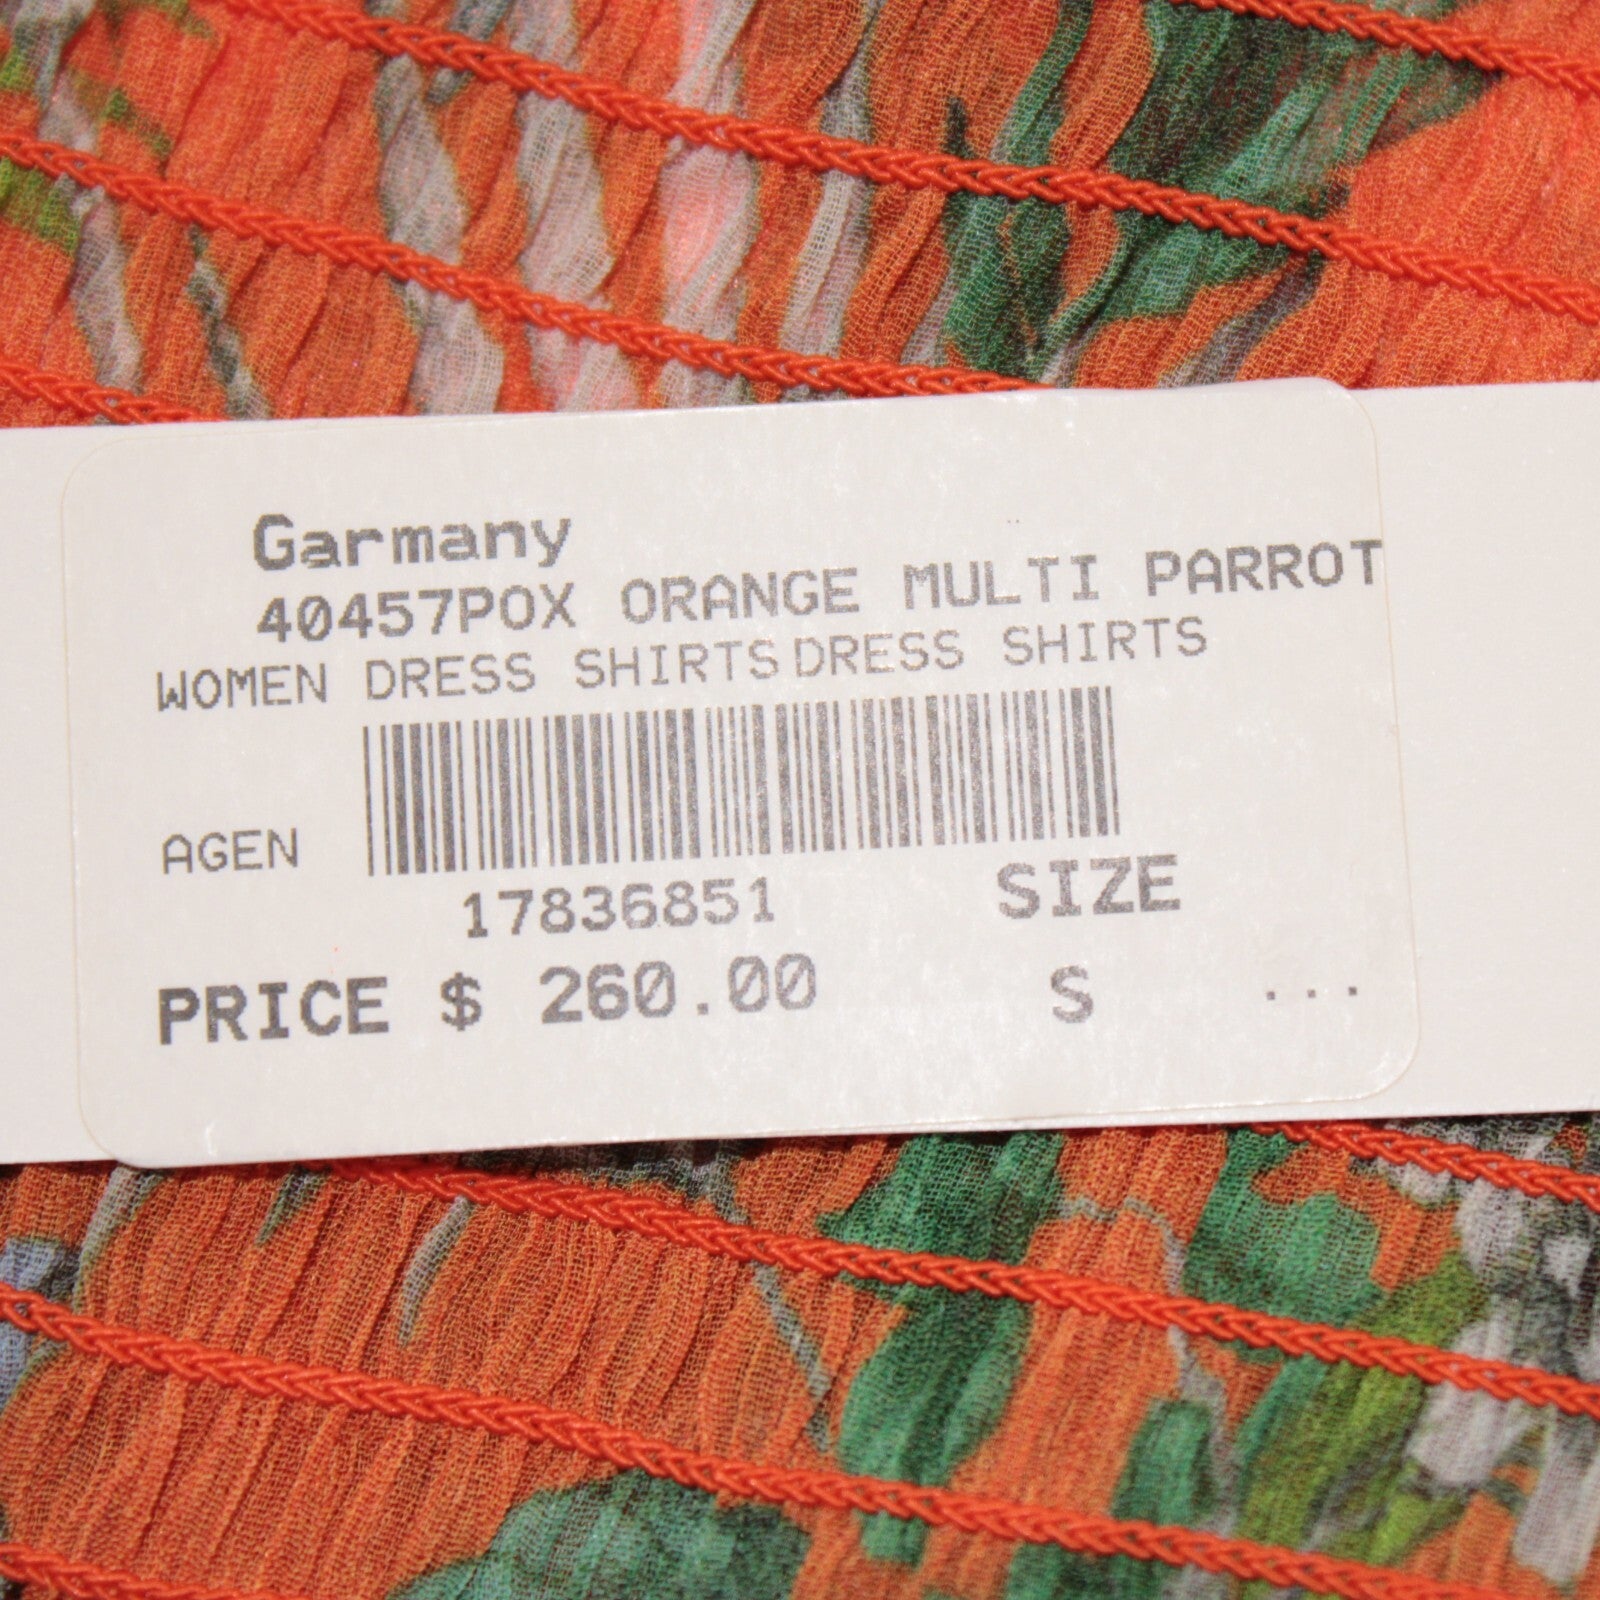 Garmany
40457POX ORANGE MULTI PARROT
WOMEN DRESS SHIRTS DRESS SHIRTS
AGEN
17836851 SIZE
PRICE $ 260.00 S ...